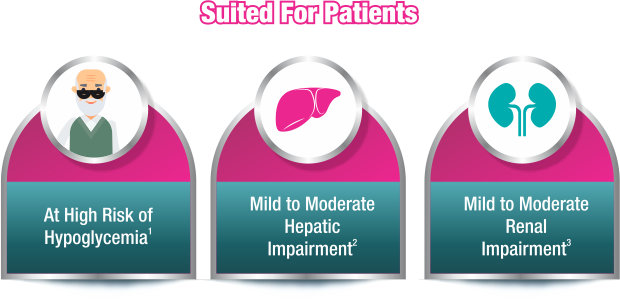 Suited For Patients
At High Risk of
Hypoglycemia¹
Mild to Moderate
Hepatic
Impairment²
Mild to Moderate
Renal
Impairment³